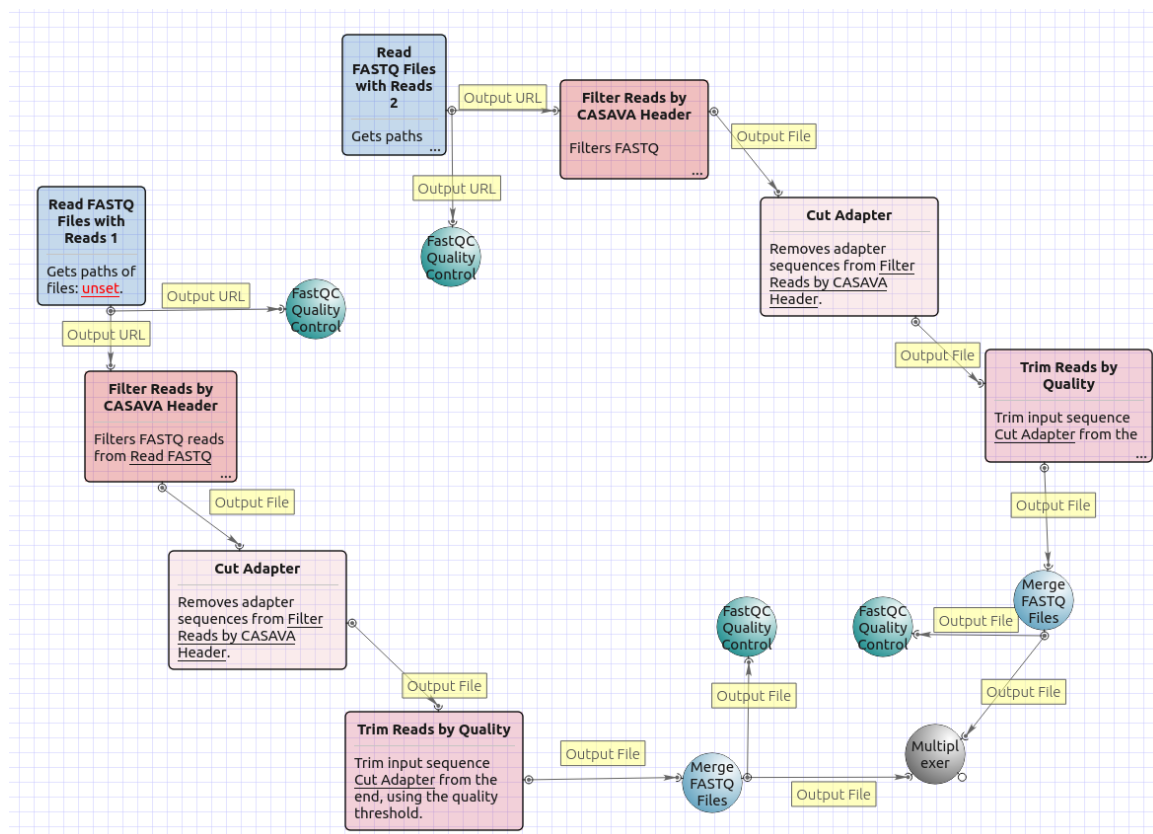 Read
FASTQ Files
with Reads
2
Gets paths
...
Output URL
Filter Reads by
CASAVA Header
Filters FASTQ
...
Output File
Output URL
FastQC
Quality
Control
Cut Adapter
Removes adapter
sequences from Filter
Reads by CASAVA
Header.
Output File
Trim Reads by
Quality
Trim input sequence
Cut Adapter from the
...
Output File
Merge
FASTQ
Files
Output File
FastQC
Quality
Control
Output File
Read FASTQ
Files with
Reads 1
Gets paths of
files: unset.
Output URL
FastQC
Quality
Control
Output URL
Filter Reads by
CASAVA Header
Filters FASTQ reads
from Read FASTQ
...
Output File
Cut Adapter
Removes adapter
sequences from Filter
Reads by CASAVA
Header.
Output File
Trim Reads by Quality
Trim input sequence
Cut Adapter from the
end, using the quality
threshold.
Output File
Merge
FASTQ
Files
Output File
FastQC
Quality
Control
Output File
Multipl
exer